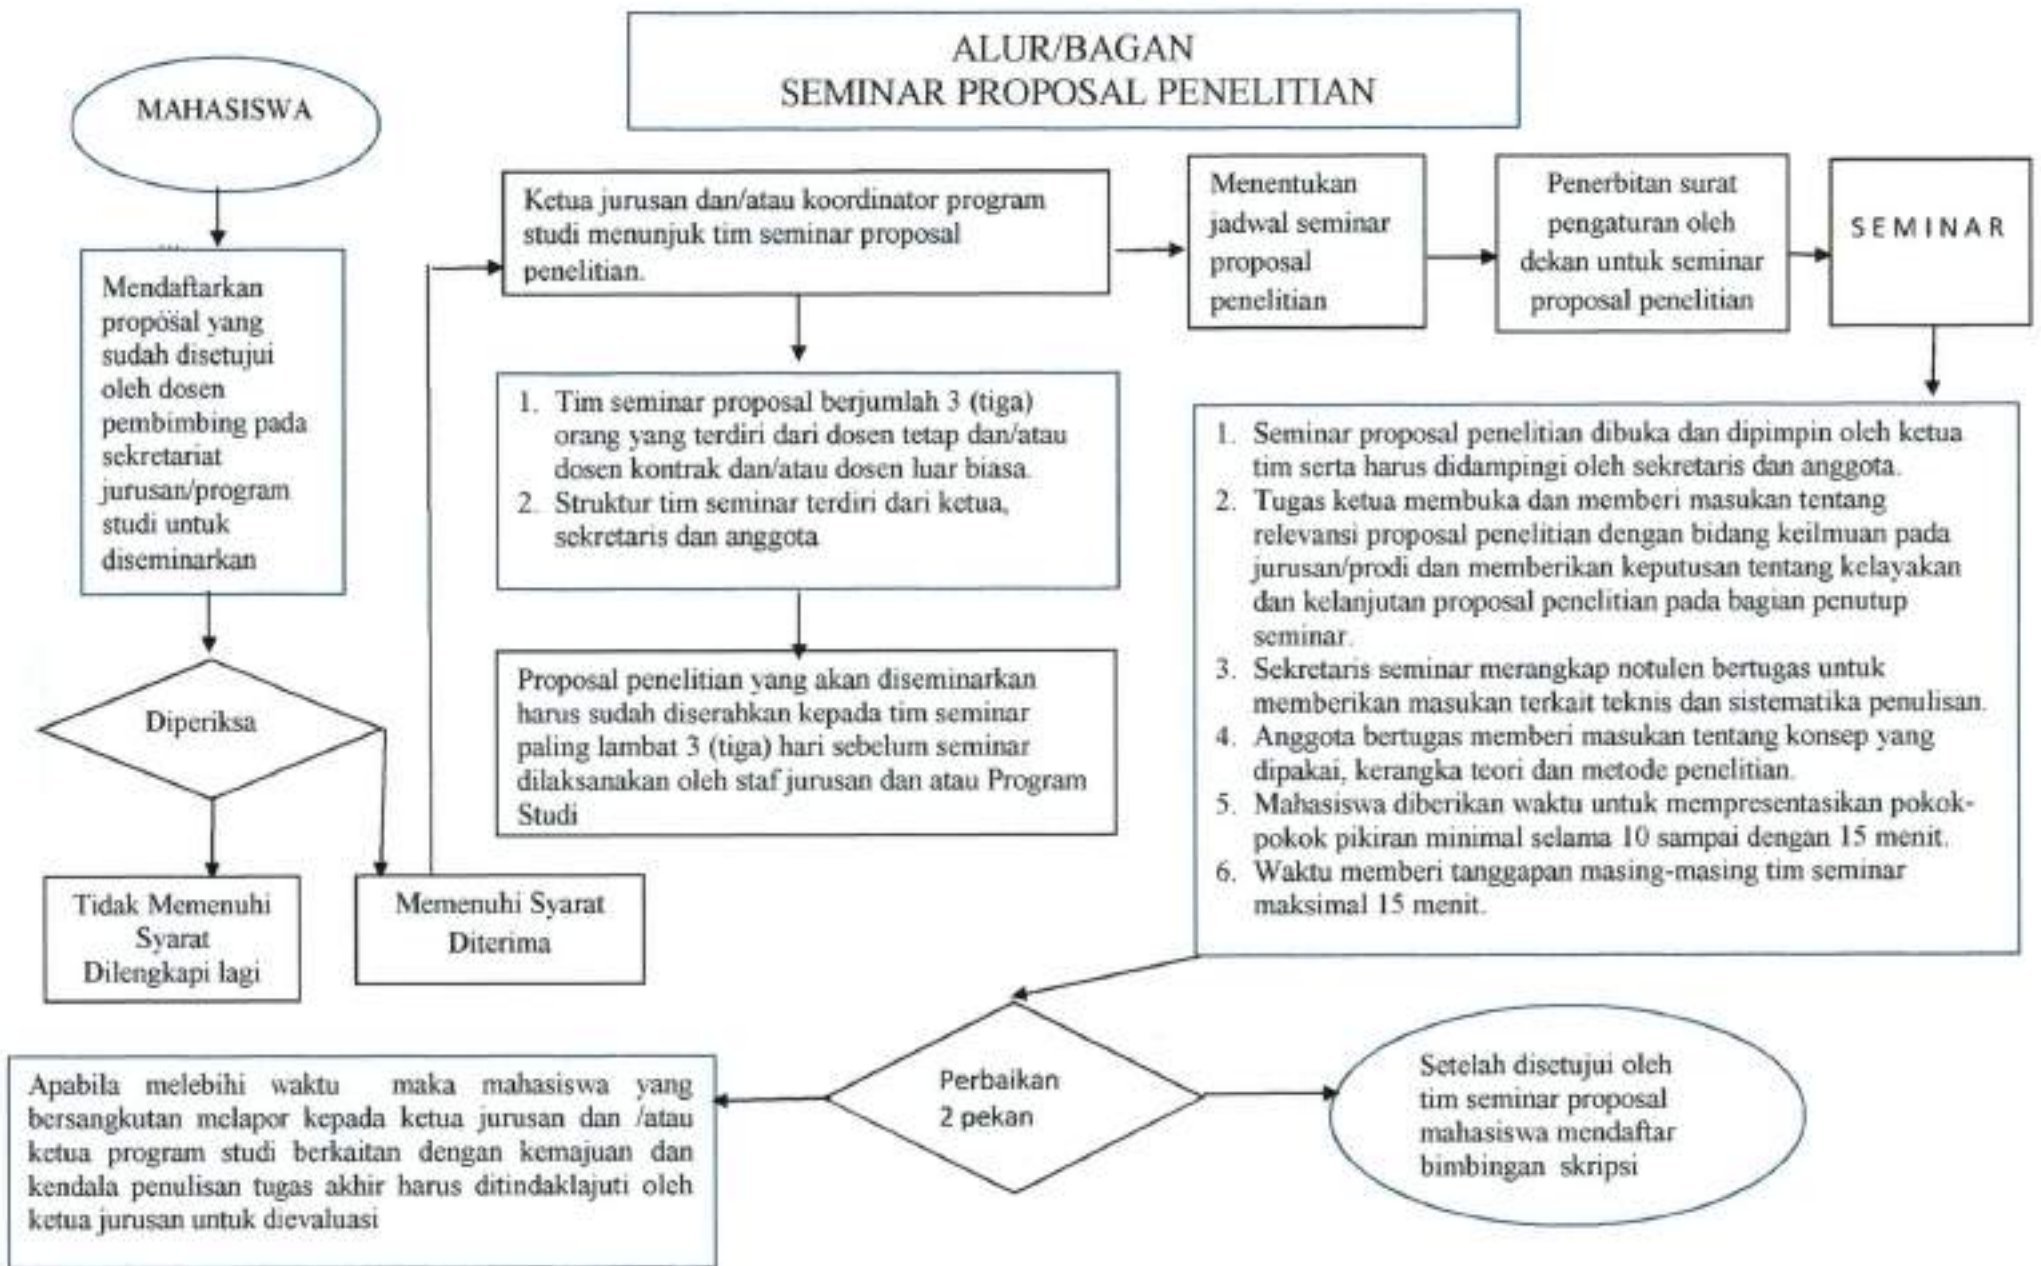 ALUR/BAGAN
SEMINAR PROPOSAL PENELITIAN
MAHASISWA
Mendaftarkan
proposal yang
sudah disetujui
oleh dosen
pembimbing pada
sekretariat
jurusan/program
studi untuk
diseminarkan
Diperiksa
Tidak Memenuhi
Syarat
Dilengkapi lagi
Memenuhi Syarat
Diterima
Ketua jurusan dan/atau koordinator program
studi menunjuk tim seminar proposal
penelitian.
1. Tim seminar proposal berjumlah 3 (tiga)
orang yang terdiri dari dosen tetap dan/atau
dosen kontrak dan/atau dosen luar biasa.
2. Struktur tim seminar terdiri dari ketua,
sekretaris dan anggota
Proposal penelitian yang akan diseminarkan
harus sudah diserahkan kepada tim seminar
paling lambat 3 (tiga) hari sebelum seminar
dilaksanakan oleh staf jurusan dan atau Program
Studi
Menentukan
jadwal seminar
proposal
penelitian
Penerbitan surat
pengaturan oleh
dekan untuk seminar
proposal penelitian
SEMINAR
1. Seminar proposal penelitian dibuka dan dipimpin oleh ketua
tim serta harus didampingi oleh sekretaris dan anggota.
2. Tugas ketua membuka dan memberi masukan tentang
relevansi proposal penelitian dengan bidang keilmuan pada
jurusan/prodi dan memberikan keputusan tentang kelayakan
dan kelanjutan proposal penelitian pada bagian penutup
seminar.
3. Sekretaris seminar merangkap notulen bertugas untuk
memberikan masukan terkait teknis dan sistematika penulisan.
4. Anggota bertugas memberi masukan tentang konsep yang
dipakai, kerangka teori dan metode penelitian.
5. Mahasiswa diberikan waktu untuk mempresentasikan pokok-
pokok pikiran minimal selama 10 sampai dengan 15 menit.
6. Waktu memberi tanggapan masing-masing tim seminar
maksimal 15 menit.
Perbaikan
2 pekan
Apabila melebihi waktu maka mahasiswa yang
bersangkutan melapor kepada ketua jurusan dan /atau
ketua program studi berkaitan dengan kemajuan dan
kendala penulisan tugas akhir harus ditindaklajuti oleh
ketua jurusan untuk dievaluasi
Setelah disetujui oleh
tim seminar proposal
mahasiswa mendaftar
bimbingan skripsi